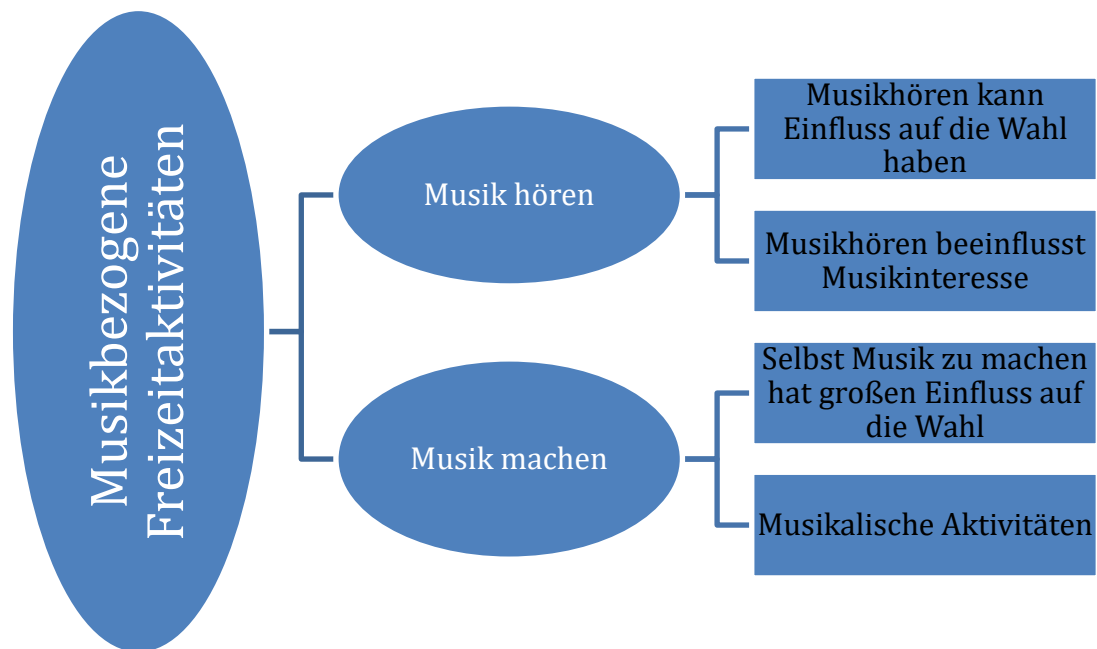 Musikbezogene
Freizeitaktivitäten
Musik hören
Musikhören kann
Einfluss auf die Wahl
haben
Musikhören beeinflusst
Musikinteresse
Musik machen
Selbst Musik zu machen
hat großen Einfluss auf
die Wahl
Musikalische Aktivitäten